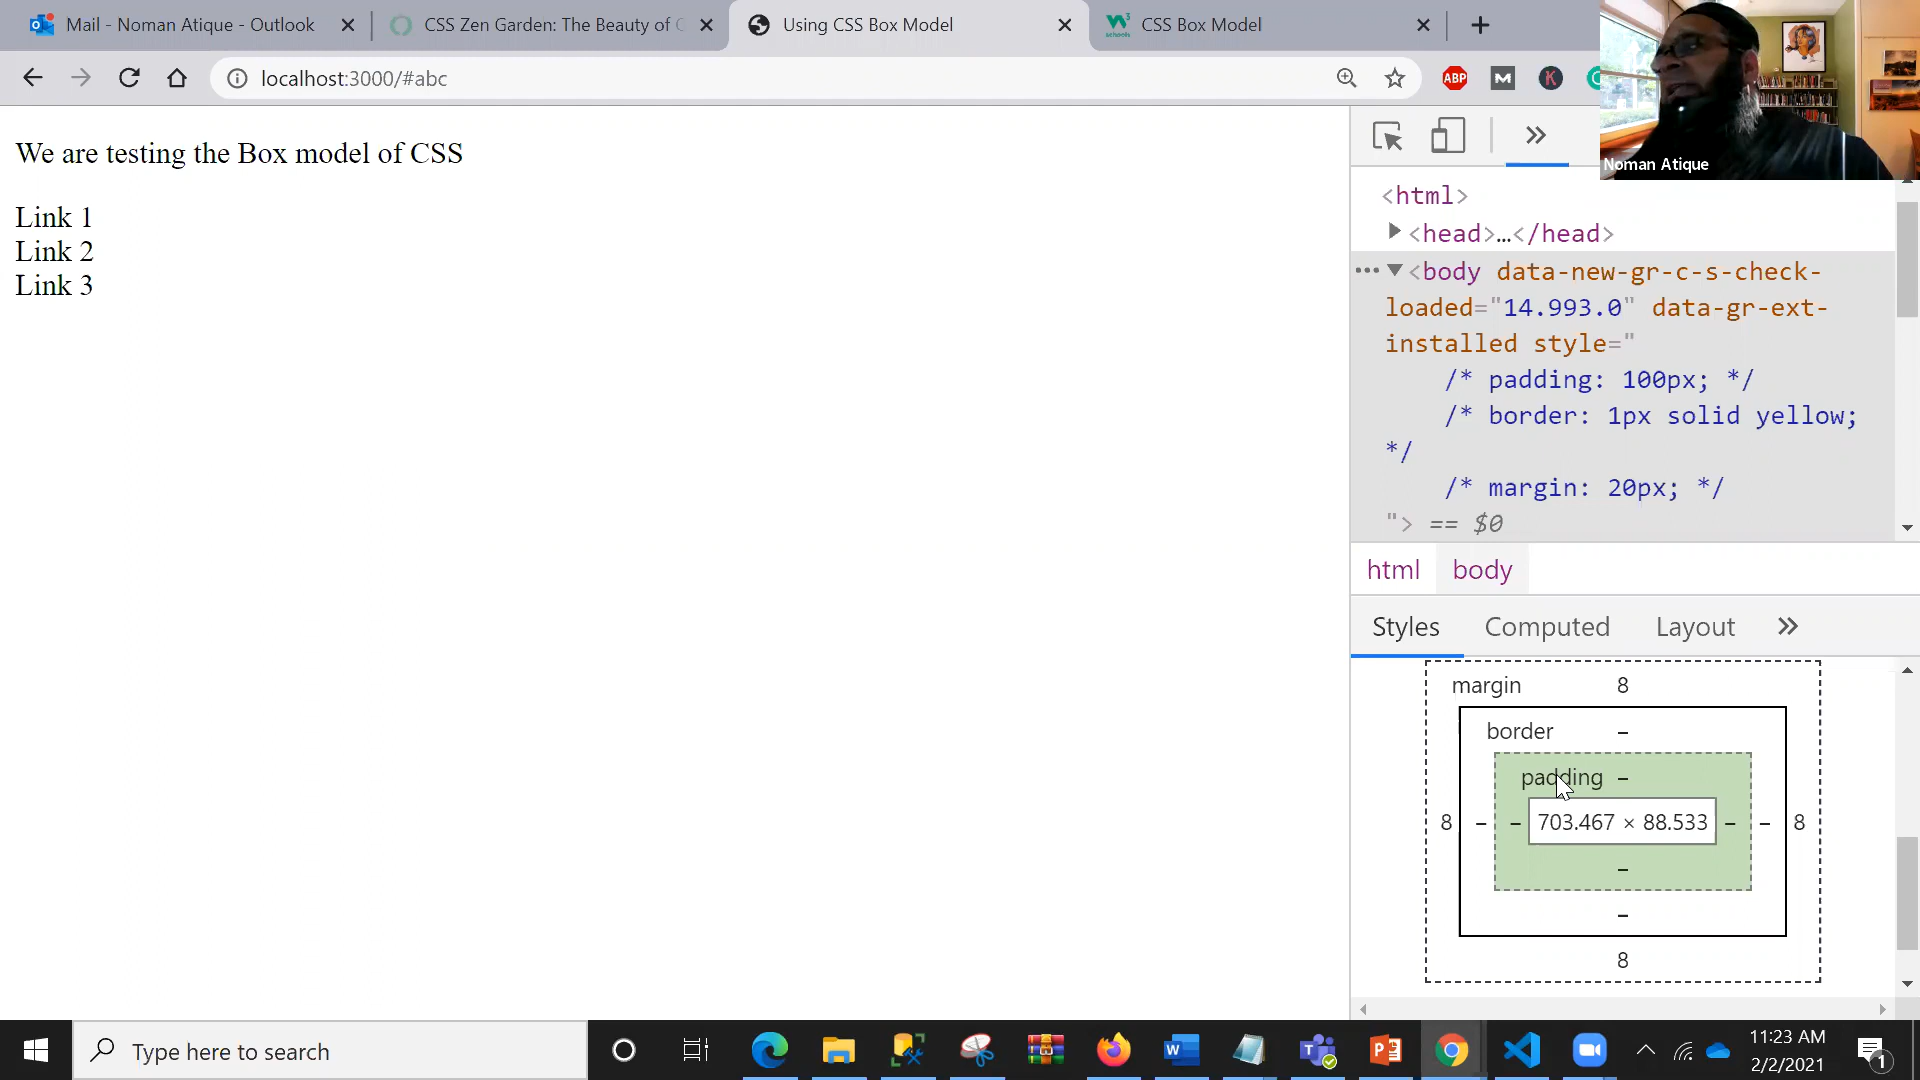 Mail - Noman Atique - Outlook
CSS Zen Garden: The Beauty of C
Using CSS Box Model
CSS Box Model
localhost:3000/#abc
ABP
Noman Atique
We are testing the Box model of CSS
Link 1
Link 2
Link 3
<html>
<head>…</head>
<body data-new-gr-c-s-check-
loaded="14.993.0" data-gr-ext-
installed style="
/* padding: 100px; */
/* border: 1px solid yellow;
*/
/* margin: 20px; */
"> == $0
html body
Styles Computed Layout
margin 8
border –
padding –
8 – – 703.467 × 88.533 – – 8
–
–
8
Type here to search
11:23 AM
2/2/2021
1